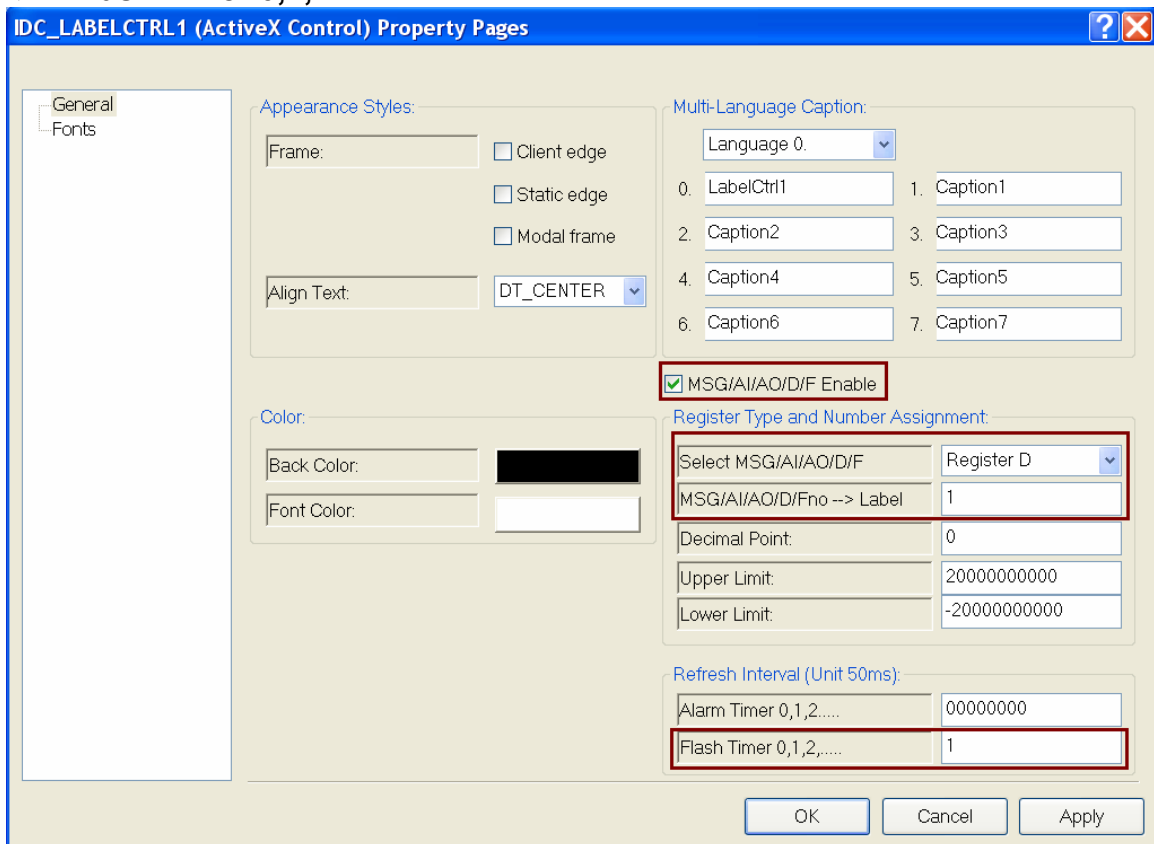 IDC_LABELCTRL1 (ActiveX Control) Property Pages
General
Fonts
Appearance Styles:
Frame:
Client edge
Static edge
Modal frame
Align Text:
DT_CENTER
Multi-Language Caption:
Language 0.
0. LabelCtrl1 1. Caption1
2. Caption2 3. Caption3
4. Caption4 5. Caption5
6. Caption6 7. Caption7
MSG/AI/AO/D/F Enable
Color:
Back Color:
Font Color:
Register Type and Number Assignment:
Select MSG/AI/AO/D/F Register D
MSG/AI/AO/D/Fno --> Label 1
Decimal Point: 0
Upper Limit: 20000000000
Lower Limit: -20000000000
Refresh Interval (Unit 50ms):
Alarm Timer 0,1,2..... 00000000
Flash Timer 0,1,2,..... 1
OK Cancel Apply